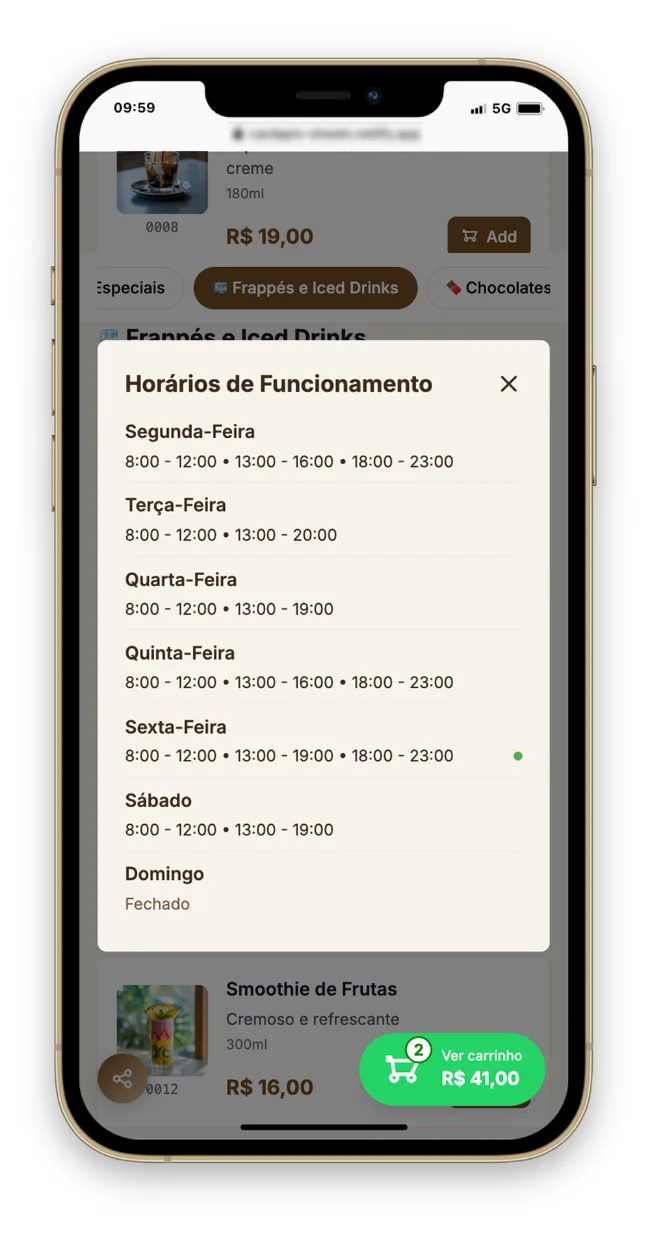 09:59
5G
creme
180ml
0008
R$ 19,00
Add
Especiais
Frappés e Iced Drinks
Chocolates
Frappés e Iced Drinks
Horários de Funcionamento
Segunda-Feira
8:00 - 12:00 • 13:00 - 16:00 • 18:00 - 23:00
Terça-Feira
8:00 - 12:00 • 13:00 - 20:00
Quarta-Feira
8:00 - 12:00 • 13:00 - 19:00
Quinta-Feira
8:00 - 12:00 • 13:00 - 16:00 • 18:00 - 23:00
Sexta-Feira
8:00 - 12:00 • 13:00 - 19:00 • 18:00 - 23:00
Sábado
8:00 - 12:00 • 13:00 - 19:00
Domingo
Fechado
Smoothie de Frutas
Cremoso e refrescante
300ml
0012
R$ 16,00
2
Ver carrinho
R$ 41,00